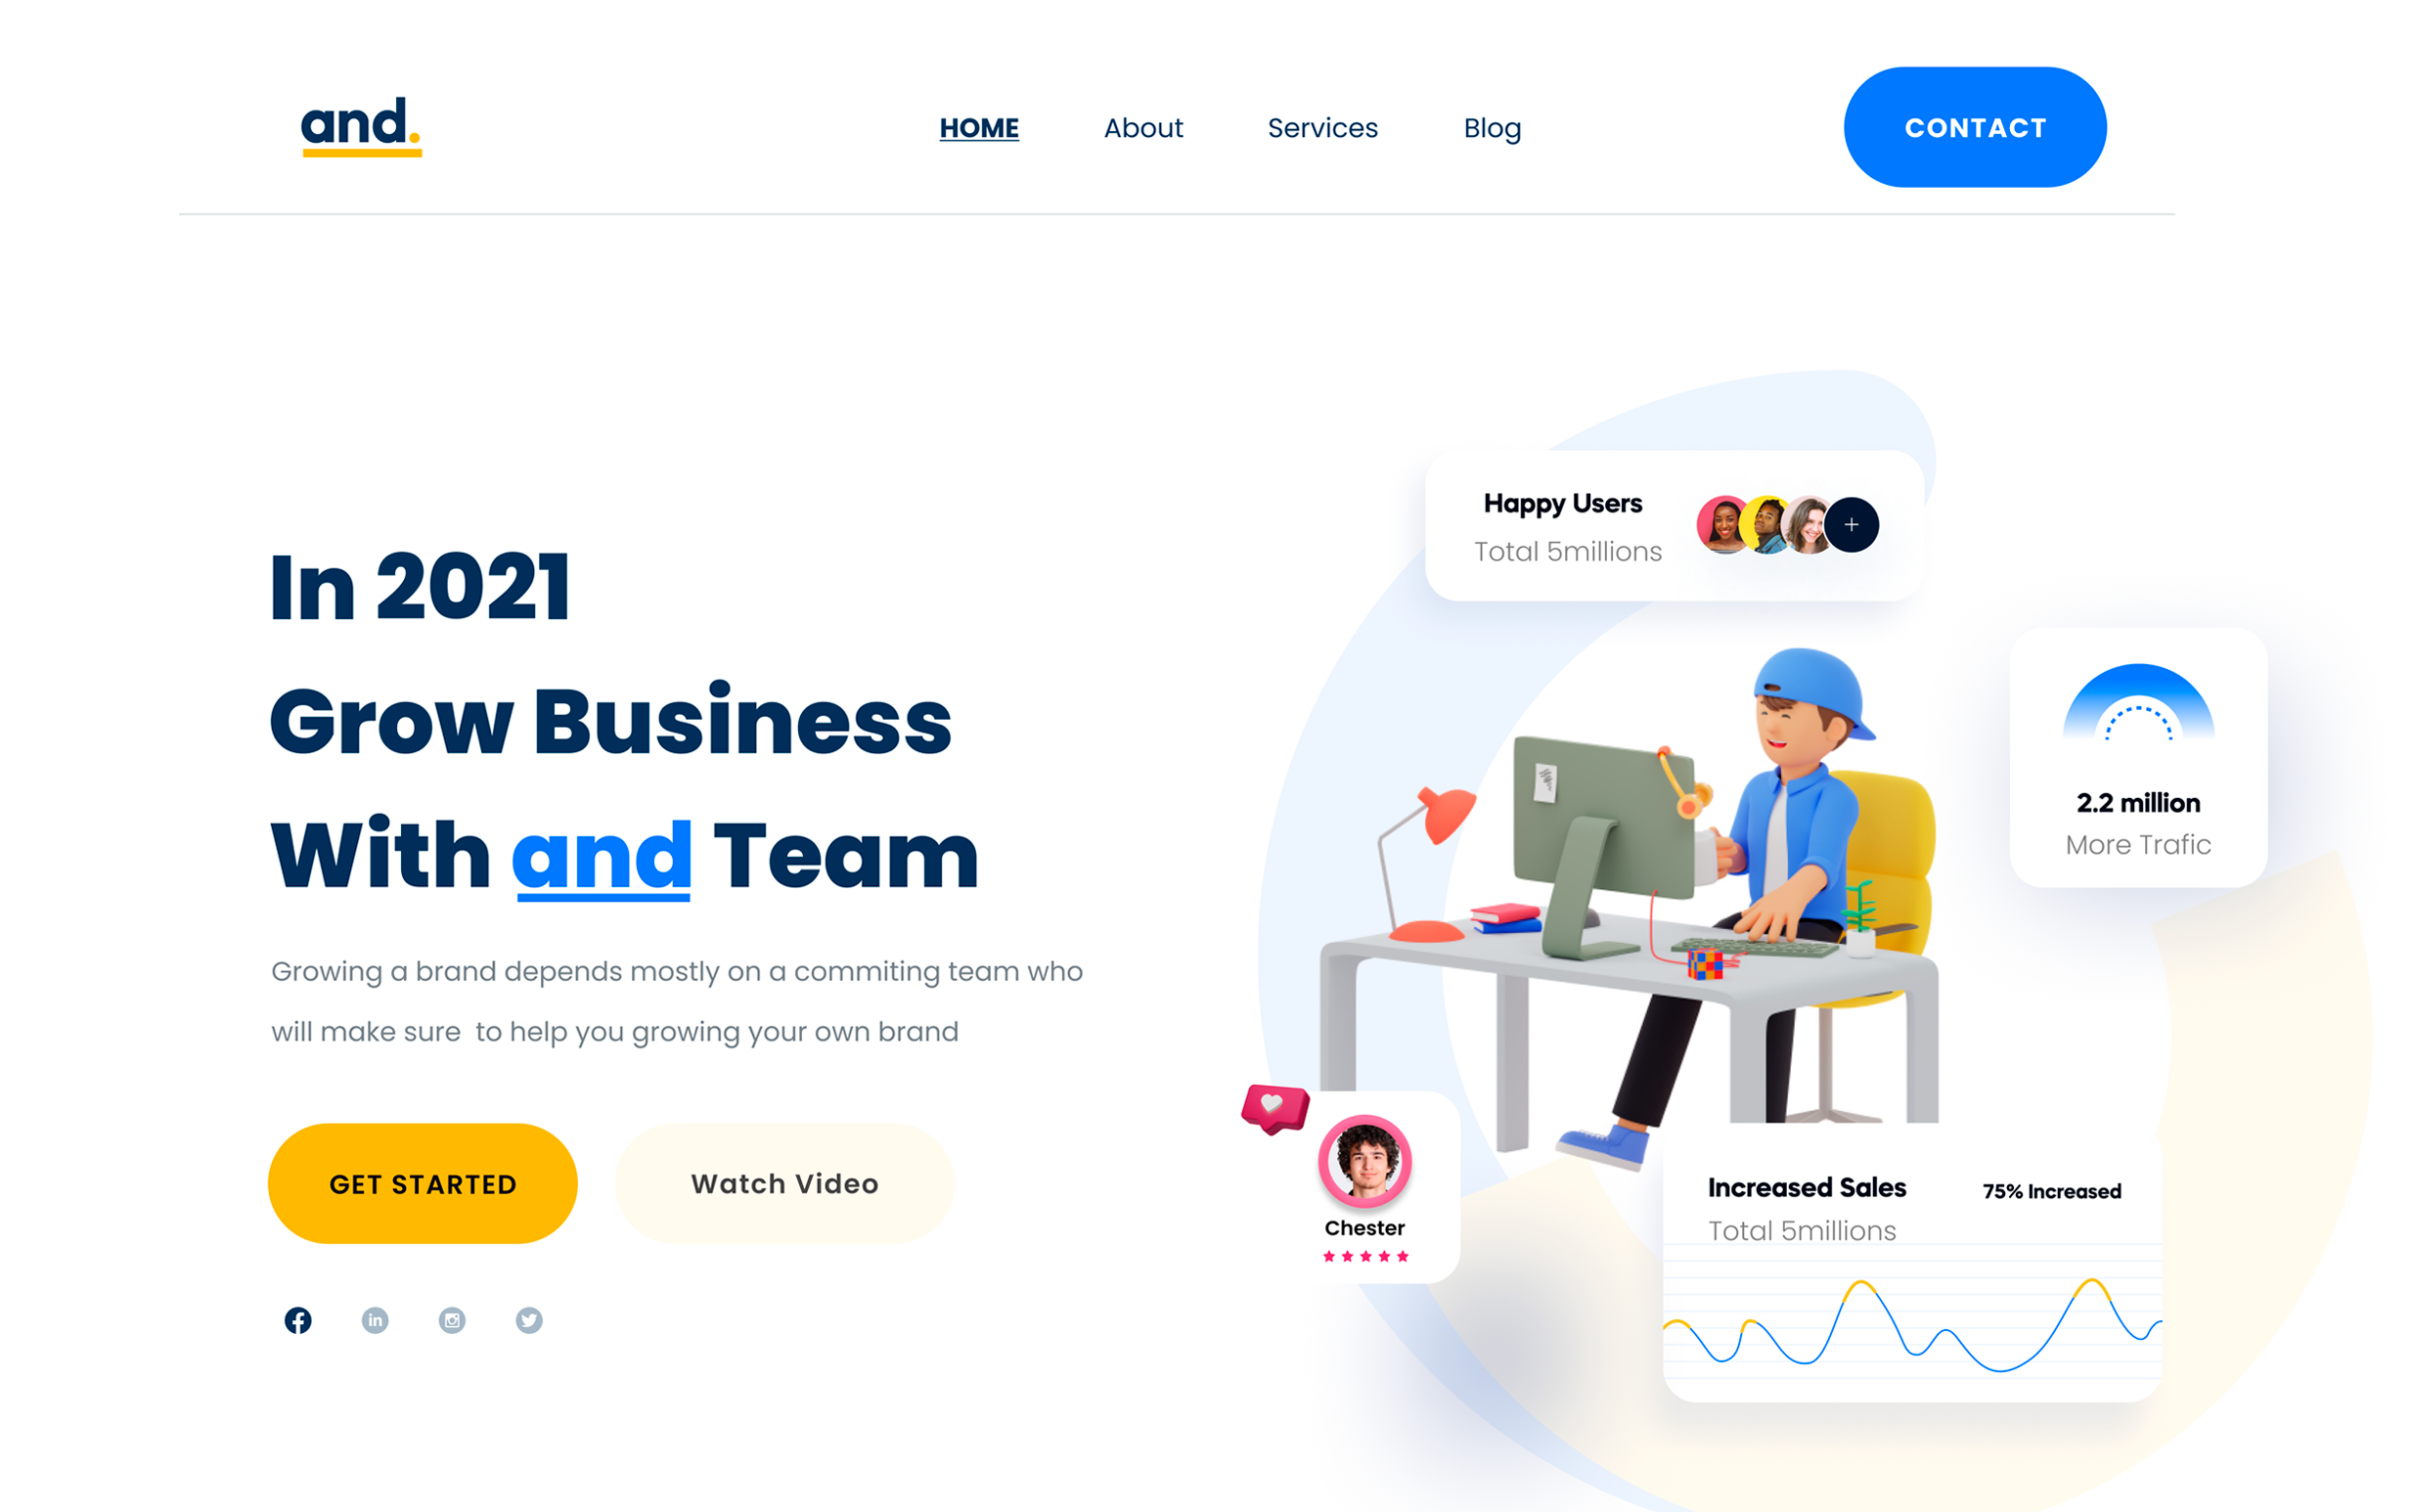 and.
HOME About Services Blog
CONTACT
In 2021
Grow Business
With and Team
Growing a brand depends mostly on a commiting team who
will make sure  to help you growing your own brand
GET STARTED
Watch Video
Happy Users
Total 5millions
+
2.2 million
More Trafic
Chester
Increased Sales
75% Increased
Total 5millions